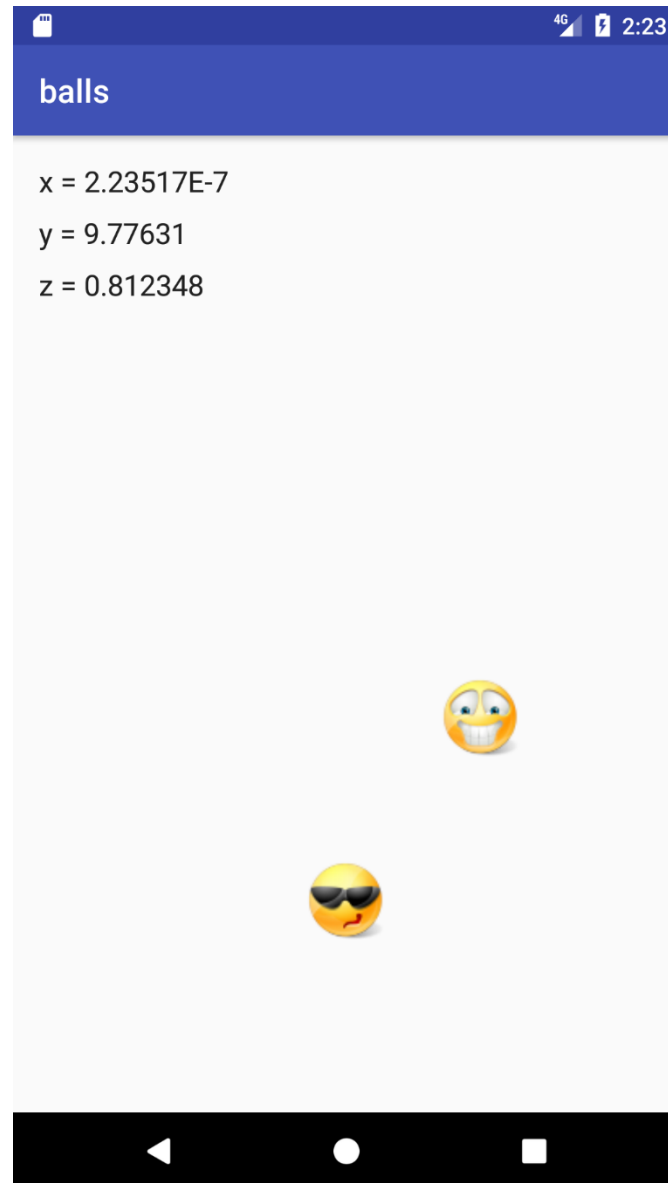 4G 2:23
balls
x = 2.23517E-7
y = 9.77631
z = 0.812348